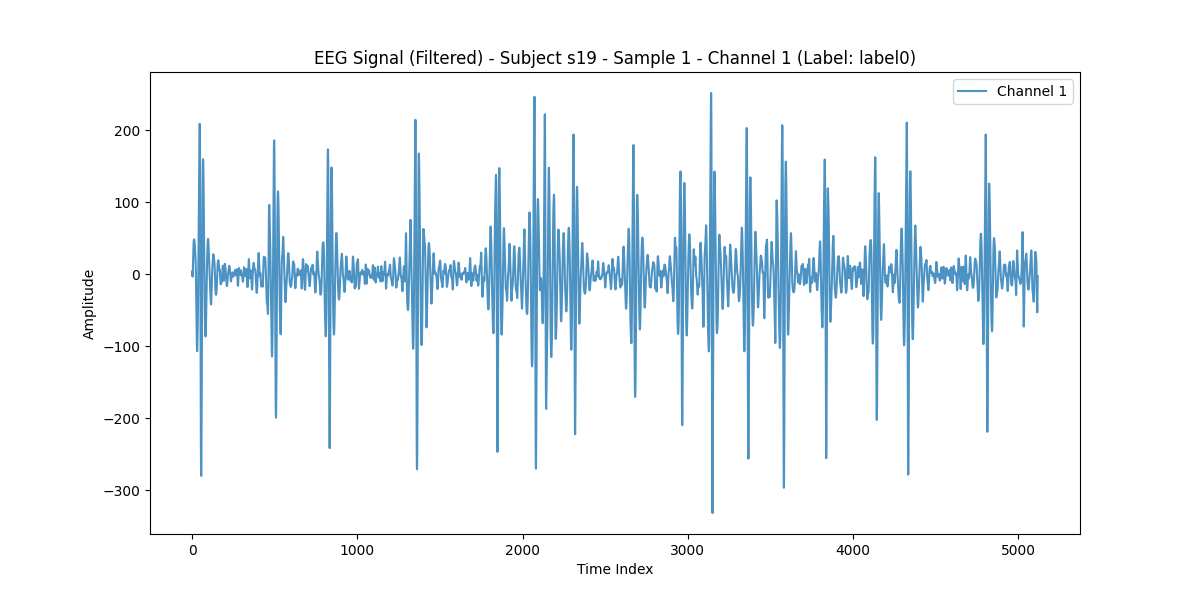 EEG Signal (Filtered) - Subject s19 - Sample 1 - Channel 1 (Label: label0)
Channel 1
200
100
0
−100
−200
−300
Amplitude
0 1000 2000 3000 4000 5000
Time Index